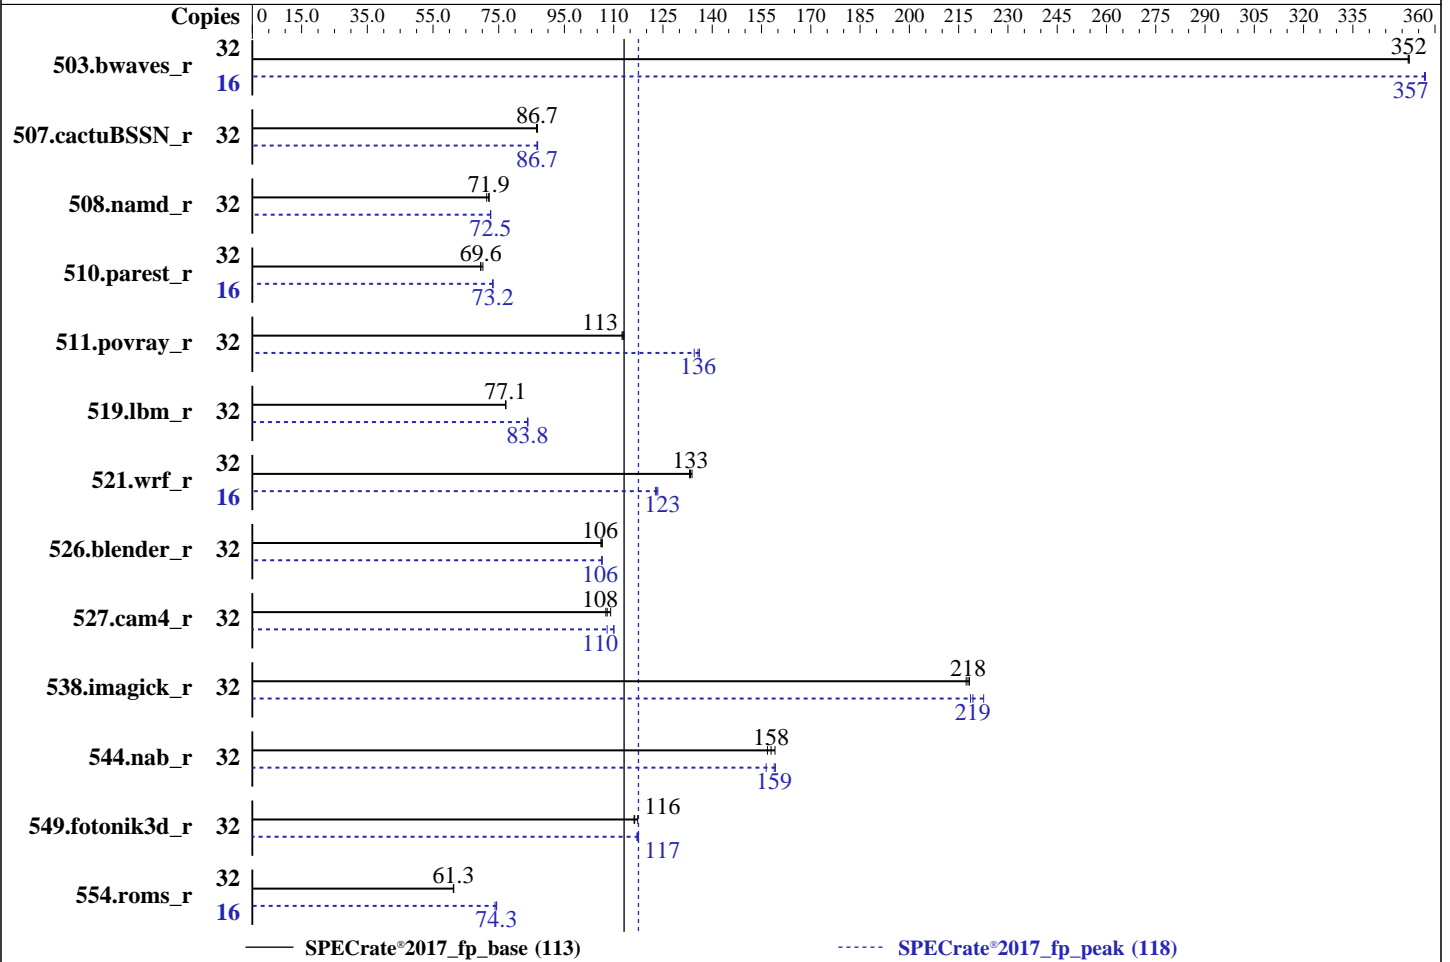 Copies 0 15.0 35.0 55.0 75.0 95.0 110 125 140 155 170 185 200 215 230 245 260 275 290 305 320 335 360
503.bwaves_r 32 352
16 357
507.cactuBSSN_r 32 86.7
86.7
508.namd_r 32 71.9
72.5
510.parest_r 32 69.6
16 73.2
511.povray_r 32 113
136
519.lbm_r 32 77.1
83.8
521.wrf_r 32 133
16 123
526.blender_r 32 106
106
527.cam4_r 32 108
110
538.imagick_r 32 218
219
544.nab_r 32 158
159
549.fotonik3d_r 32 116
117
554.roms_r 32 61.3
16 74.3
SPECrate®2017_fp_base (113) SPECrate®2017_fp_peak (118)